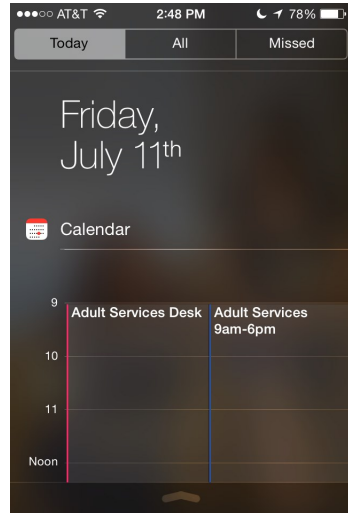 AT&T 2:48 PM 78%
Today All Missed
Friday,
July 11th
Calendar
9
Adult Services Desk
Adult Services
9am-6pm
10
11
Noon